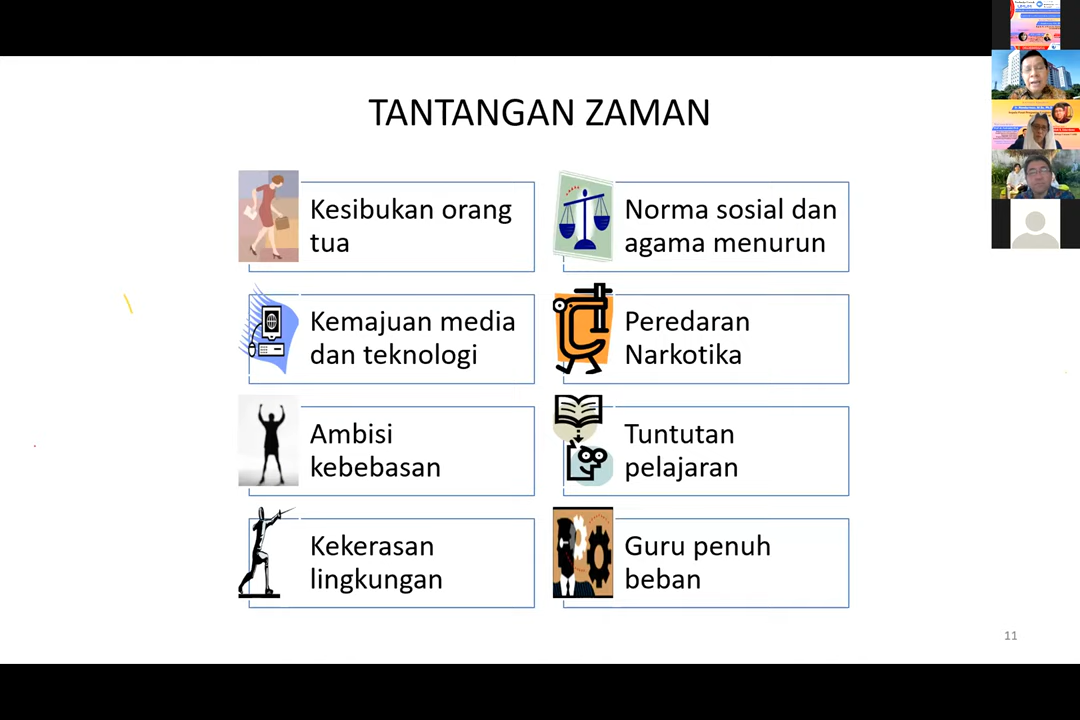 TANTANGAN ZAMAN
Kesibukan orang
tua
Norma sosial dan
agama menurun
Kemajuan media
dan teknologi
Peredaran
Narkotika
Ambisi
kebebasan
Tuntutan
pelajaran
Kekerasan
lingkungan
Guru penuh
beban
11